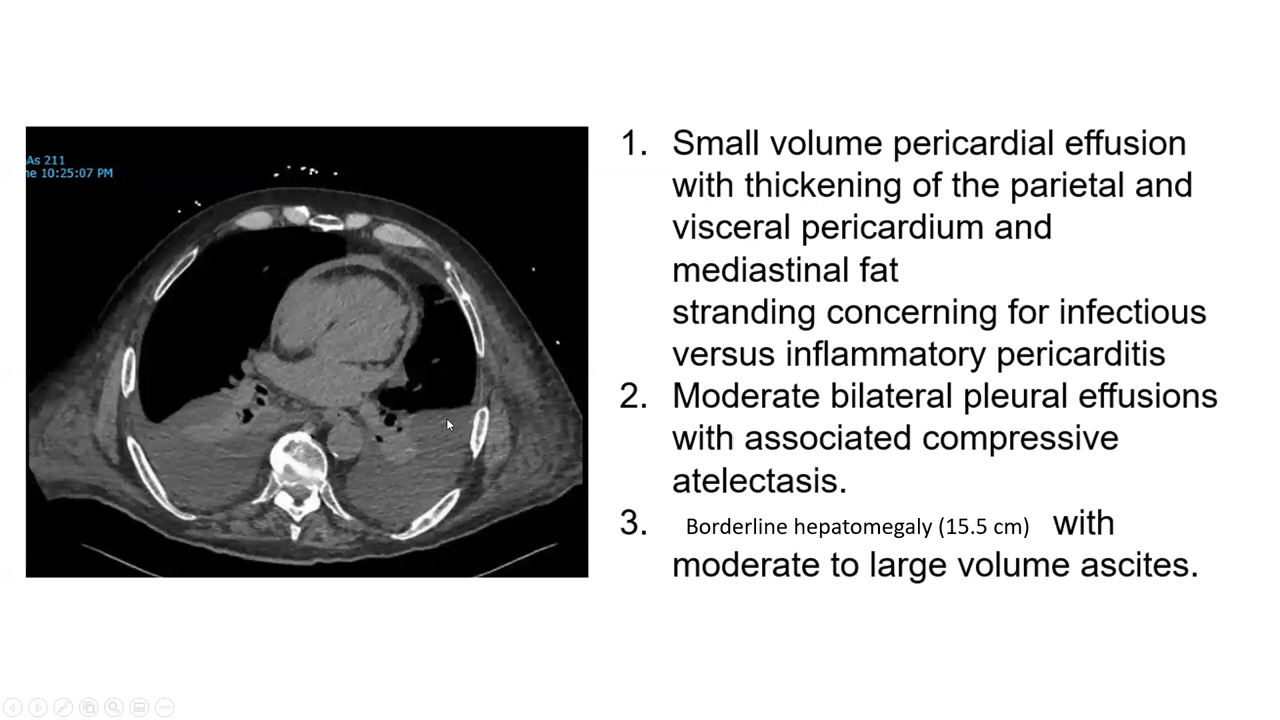 As 211
ne 10:25:07 PM
1. Small volume pericardial effusion
with thickening of the parietal and
visceral pericardium and
mediastinal fat
stranding concerning for infectious
versus inflammatory pericarditis
2. Moderate bilateral pleural effusions
with associated compressive
atelectasis.
3. Borderline hepatomegaly (15.5 cm) with
moderate to large volume ascites.